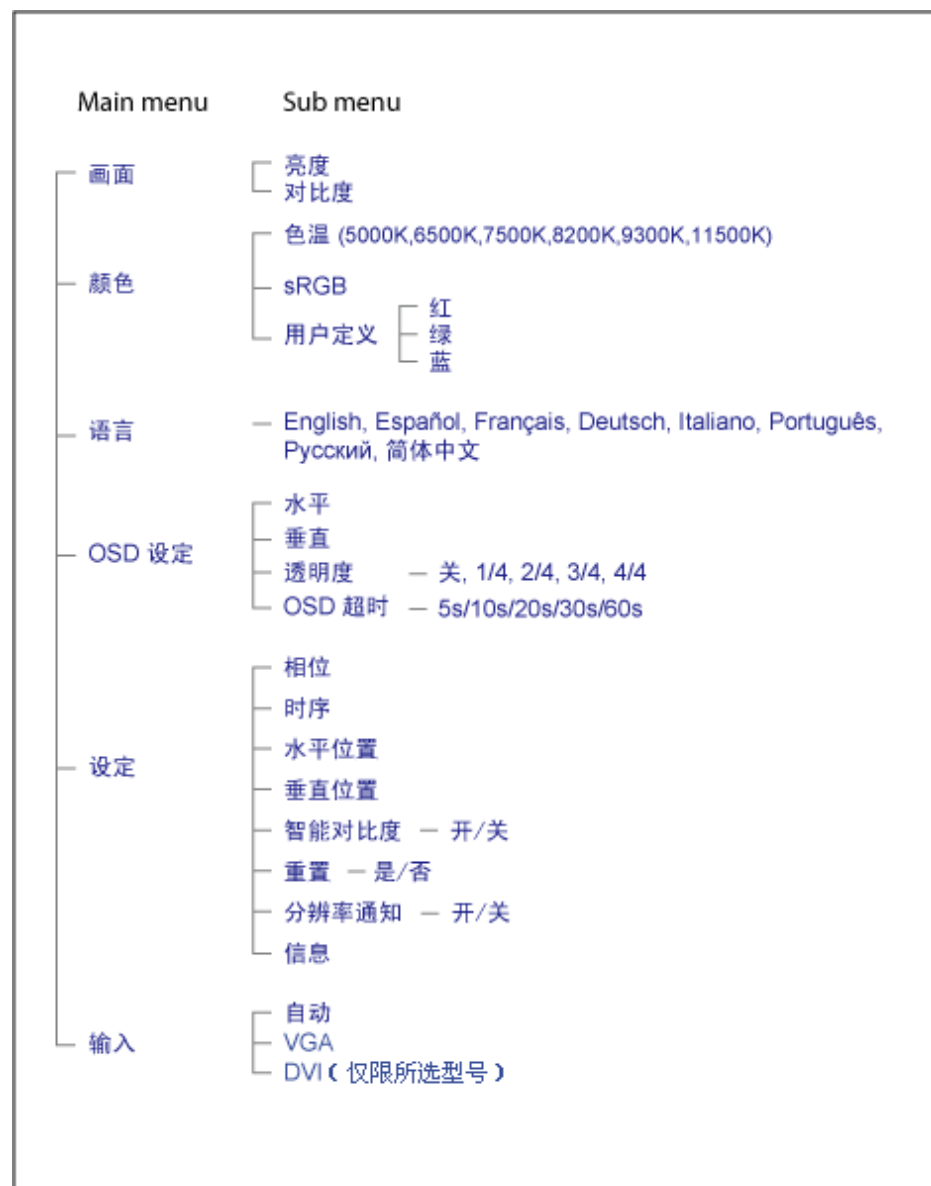 Main menu Sub menu
画面 亮度
对比度
色温 (5000K,6500K,7500K,8200K,9300K,11500K)
颜色 sRGB
红
用户定义 绿
蓝
语言 English, Español, Français, Deutsch, Italiano, Português,
Русский, 简体中文
水平
垂直
OSD 设定 透明度 关, 1/4, 2/4, 3/4, 4/4
OSD 超时 5s/10s/20s/30s/60s
相位
时序
水平位置
设定 垂直位置
智能对比度 开/关
重置 是/否
分辨率通知 开/关
信息
自动
输入 VGA
DVI（仅限所选型号）